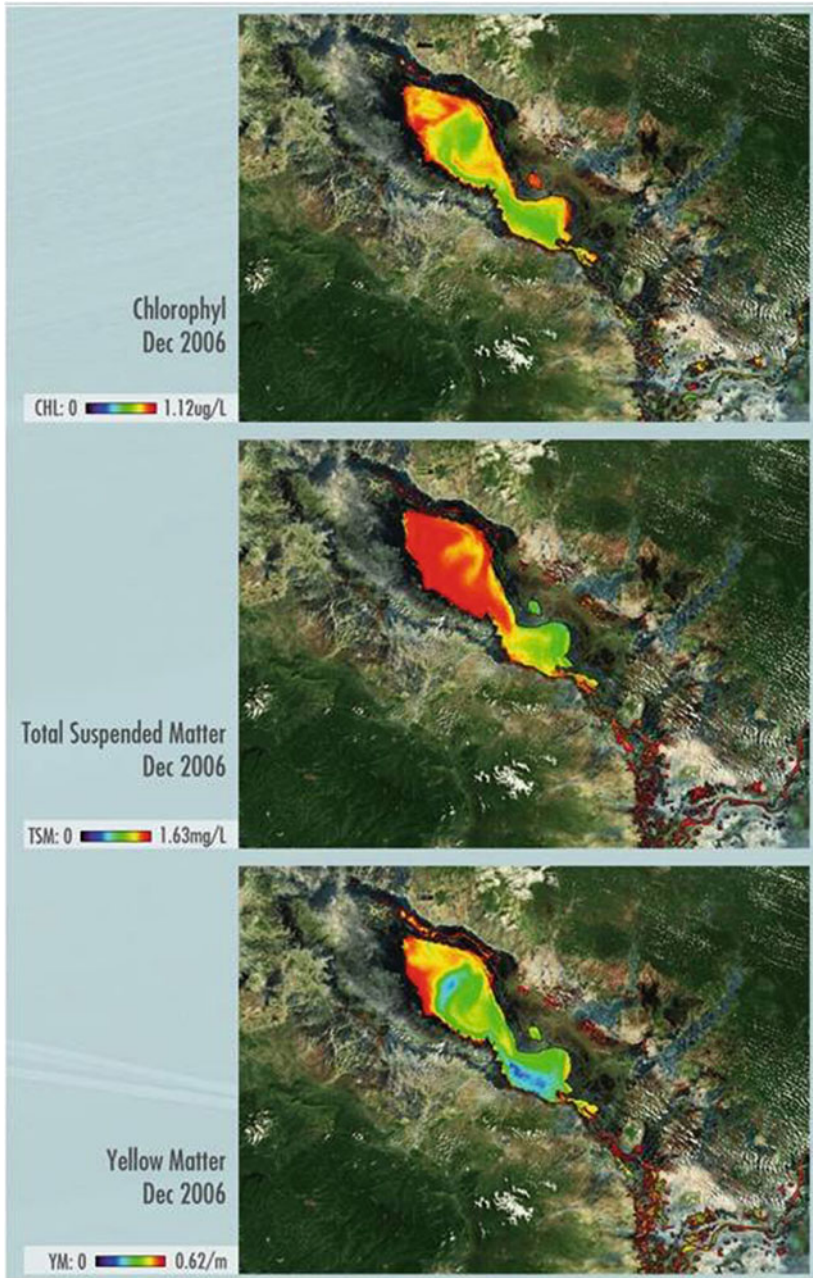 Chlorophyl
Dec 2006
CHL: 0 1.12ug/L
Total Suspended Matter
Dec 2006
TSM: 0 1.63mg/L
Yellow Matter
Dec 2006
YM: 0 0.62/m